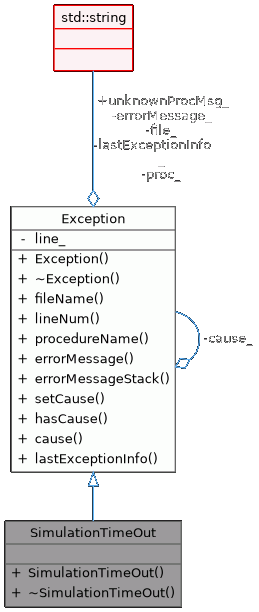 std::string
+unknownProcMsg_
-errorMessage_
-file_
-lastExceptionInfo
_
-proc_
Exception
- line_
+ Exception()
+ ~Exception()
+ fileName()
+ lineNum()
+ procedureName()
+ errorMessage()
+ errorMessageStack()
+ setCause()
+ hasCause()
+ cause()
+ lastExceptionInfo()
-cause_
SimulationTimeOut
+ SimulationTimeOut()
+ ~SimulationTimeOut()